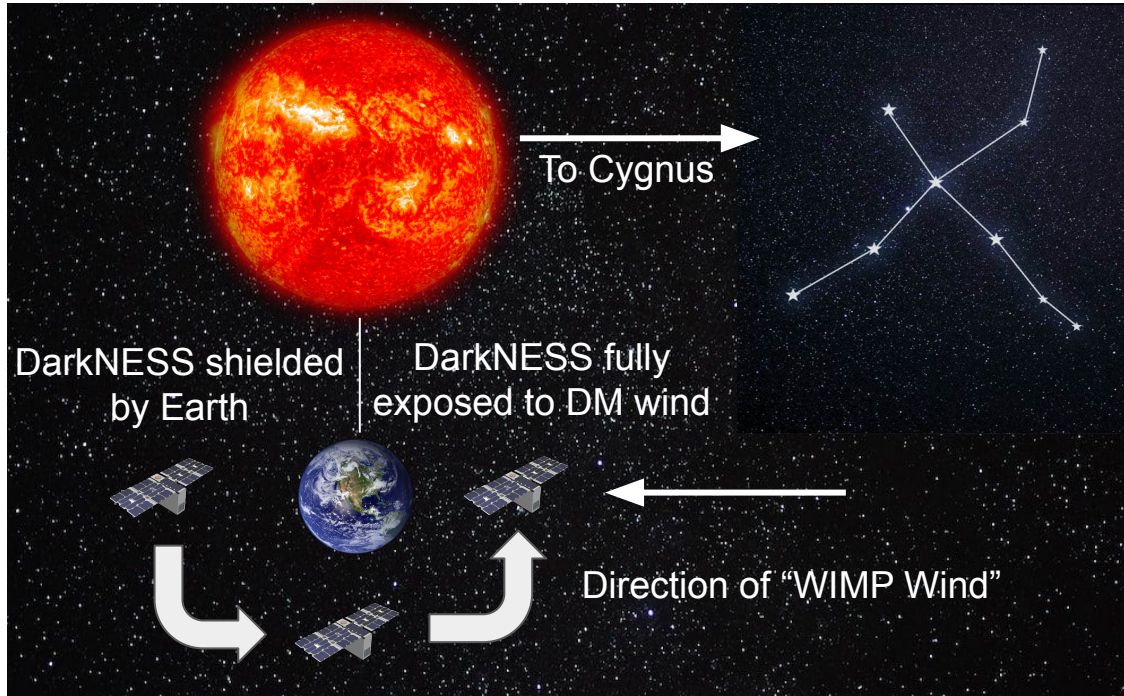 To Cygnus
DarkNESS shielded
by Earth
DarkNESS fully
exposed to DM wind
Direction of “WIMP Wind”